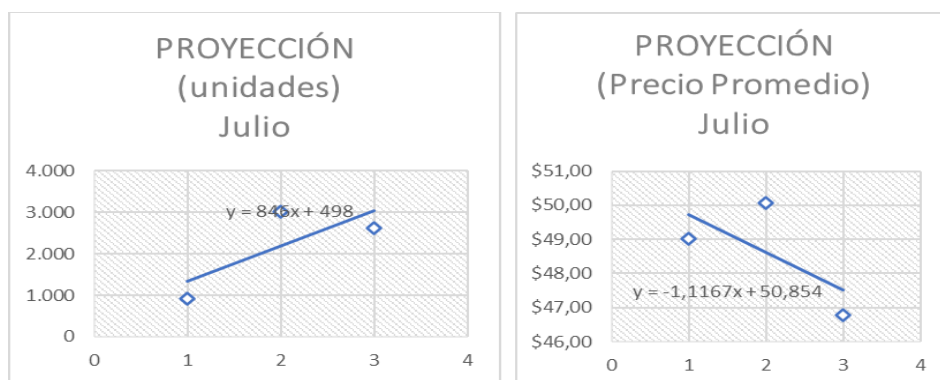 PROYECCIÓN
(unidades)
Julio
4.000
3.000
2.000
1.000
0
0 1 2 3 4
y = 845x + 498
PROYECCIÓN
(Precio Promedio)
Julio
$51,00
$50,00
$49,00
$48,00
$47,00
$46,00
0 1 2 3 4
y = -1,1167x + 50,854